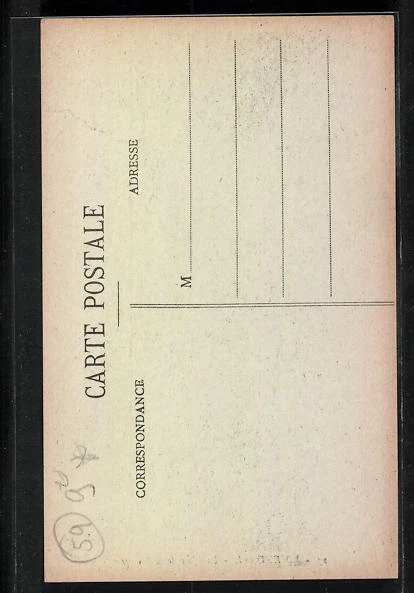 CARTE POSTALE
CORRESPONDANCE
ADRESSE
M
59